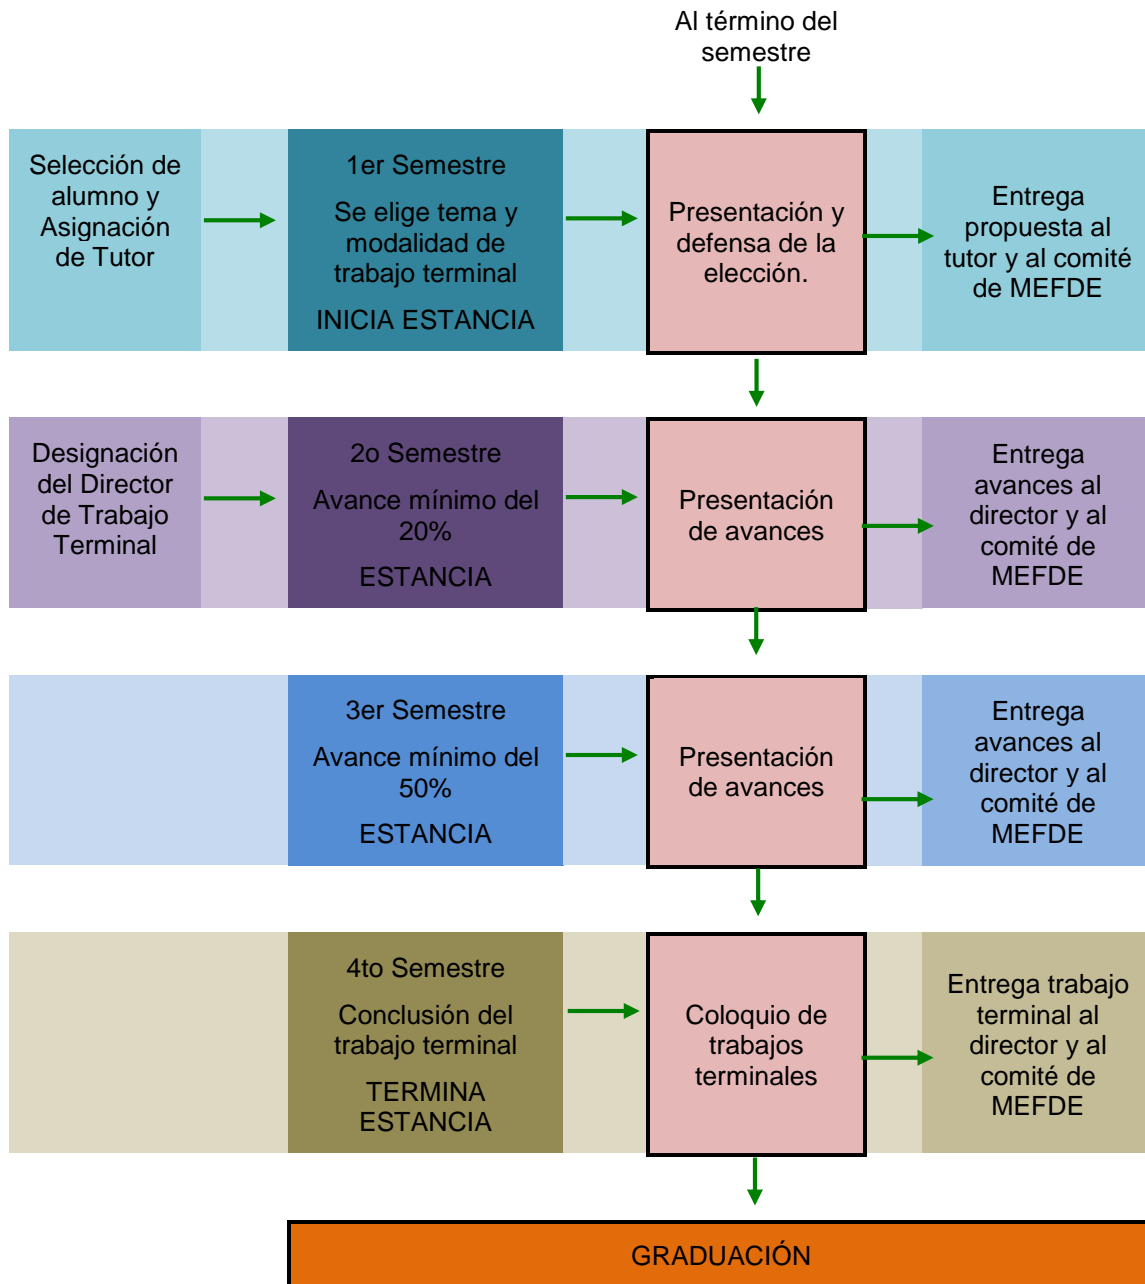 Al término del
semestre
Selección de
alumno y
Asignación
de Tutor
1er Semestre
Se elige tema y
modalidad de
trabajo terminal
INICIA ESTANCIA
Presentación y
defensa de la
elección.
Entrega
propuesta al
tutor y al comité
de MEFDE
Designación
del Director
de Trabajo
Terminal
2o Semestre
Avance mínimo del
20%
ESTANCIA
Presentación
de avances
Entrega
avances al
director y al
comité de
MEFDE
3er Semestre
Avance mínimo del
50%
ESTANCIA
Presentación
de avances
Entrega
avances al
director y al
comité de
MEFDE
4to Semestre
Conclusión del
trabajo terminal
TERMINA
ESTANCIA
Coloquio de
trabajos
terminales
Entrega trabajo
terminal al
director y al
comité de
MEFDE
GRADUACIÓN